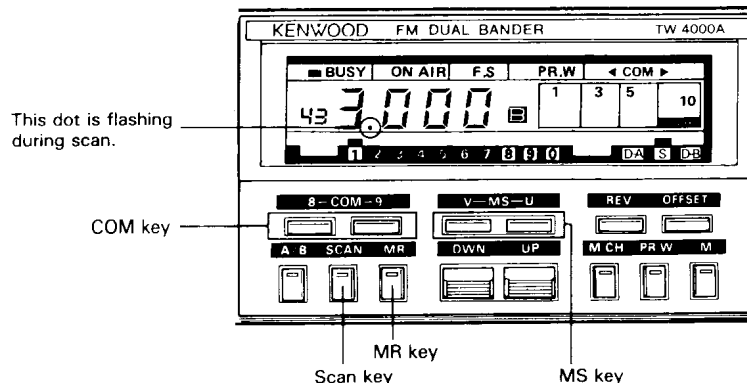 KENWOOD FM DUAL BANDER TW 4000A
BUSY ON AIR F.S PR.W ◄ COM ►
43 3.000 B 1 3 5 10
This dot is flashing
during scan.
1 2 3 4 5 6 7 8 9 0 D-A S D-B
8-COM-9 V-MS-U REV OFFSET
COM key
A·B SCAN MR DWN UP M CH PR W M
MR key
Scan key MS key